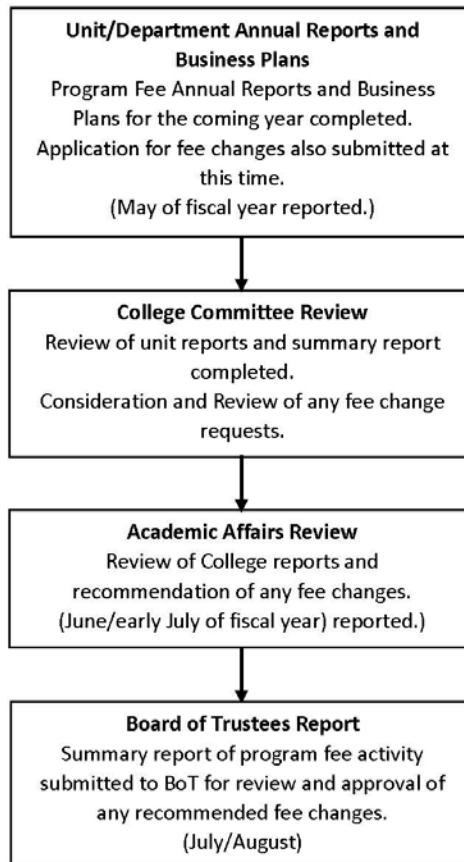 Unit/Department Annual Reports and
Business Plans
Program Fee Annual Reports and Business
Plans for the coming year completed.
Application for fee changes also submitted at
this time.
(May of fiscal year reported.)
College Committee Review
Review of unit reports and summary report
completed.
Consideration and Review of any fee change
requests.
Academic Affairs Review
Review of College reports and
recommendation of any fee changes.
(June/early July of fiscal year) reported.)
Board of Trustees Report
Summary report of program fee activity
submitted to BoT for review and approval of
any recommended fee changes.
(July/August)